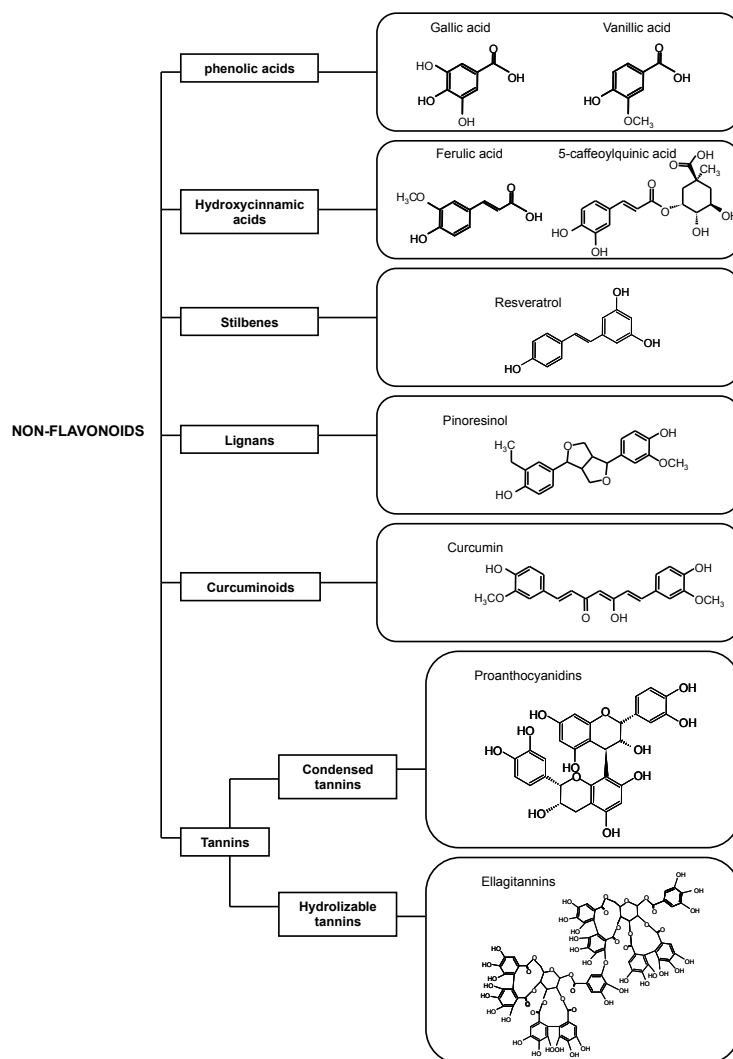 NON-FLAVONOIDS
phenolic acids
Gallic acid
HO
HO
OH
O
OH
Vanillic acid
O
OH
HO
OCH₃
Hydroxycinnamic
acids
Ferulic acid
H₃CO
HO
O
OH
5-caffeoylquinic acid
HO
OH
O
O
O
OH
CH₃
OH
OH
Stilbenes
Resveratrol
OH
OH
HO
Lignans
Pinoresinol
H₃C
HO
O
O
OH
OCH₃
Curcuminoids
Curcumin
HO
H₃CO
O
OH
OH
OCH₃
Tannins
Condensed
tannins
Proanthocyanidins
OH
OH
O
HO
OH
HO
HO
HO
O
OH
HO
OH
Hydrolizable
tannins
Ellagitannins